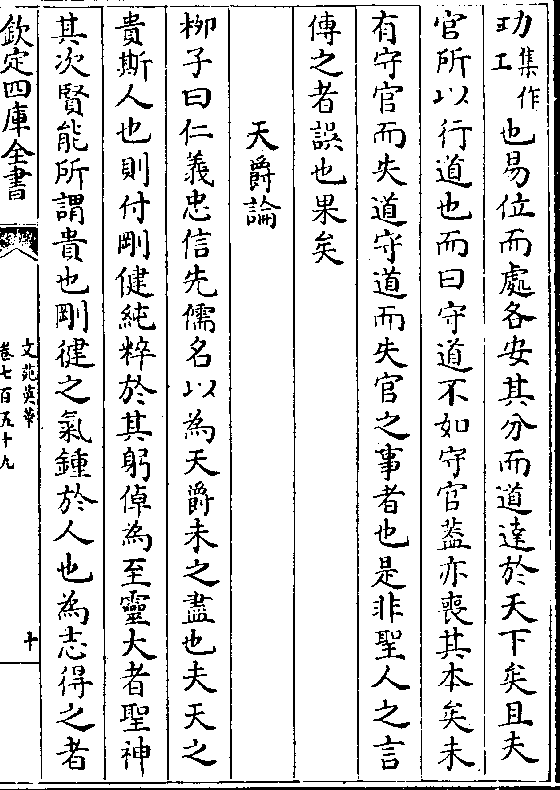 功集作工也易位而處各安其分而道達於天下矣且夫
官所以行道也而曰守道不如守官蓋亦喪其本矣未
有守官而失道守道而失官之事者也是非聖人之言
傳之者誤也果矣
天爵論
柳子曰仁義忠信先儒名以為天爵未之盡也夫天之
貴斯人也則付剛健純粹於其躬倬為至靈大者聖神
其次賢能所謂貴也剛健之氣鍾於人也為志得之者
欽定四庫全書
文苑英華
卷七百五十九
十